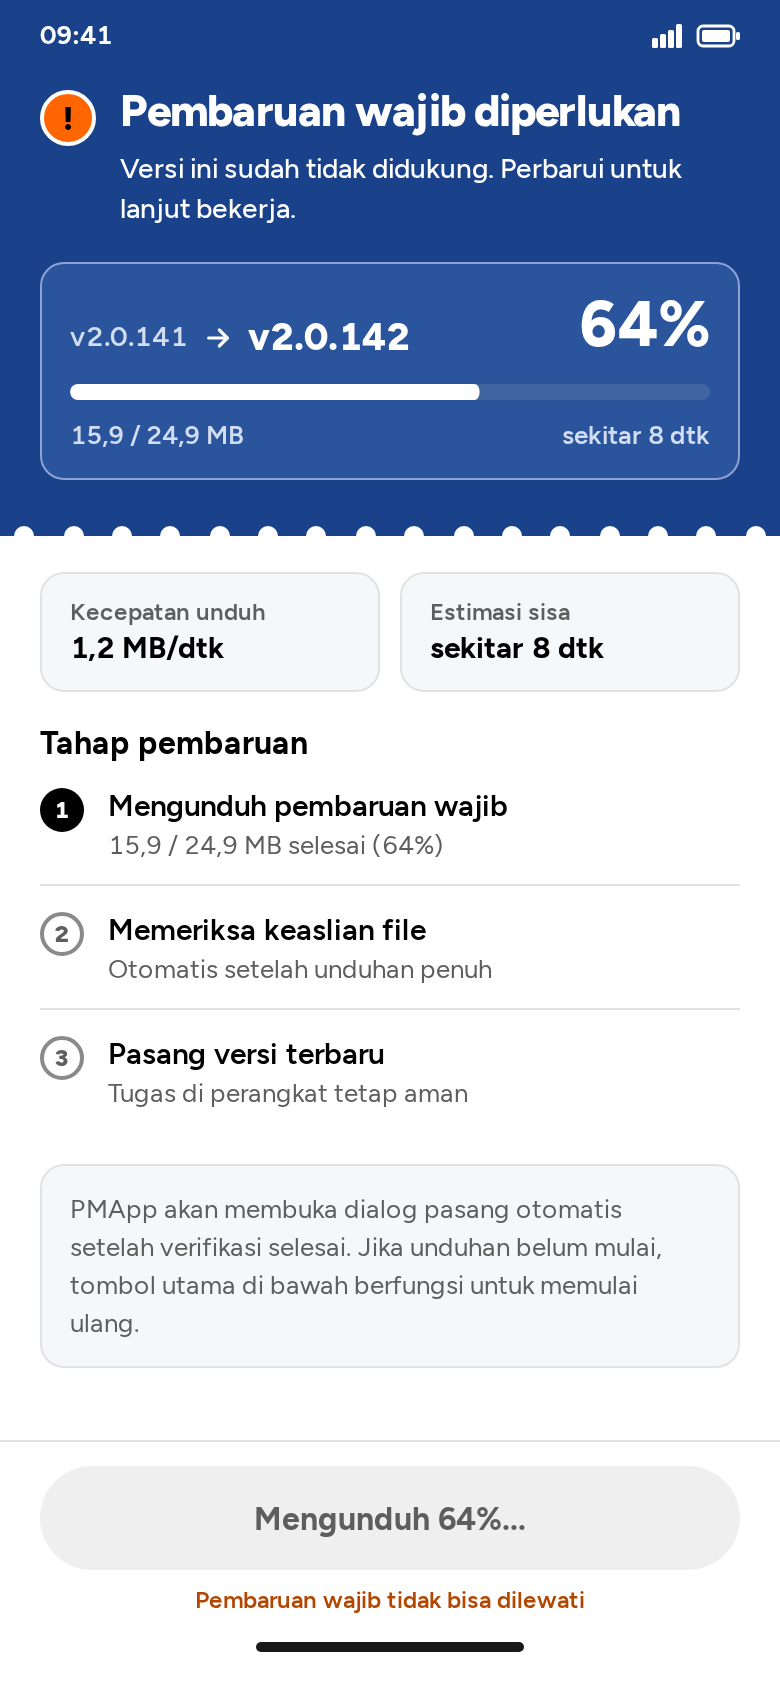 09:41
!
Pembaruan wajib diperlukan
Versi ini sudah tidak didukung. Perbarui untuk
lanjut bekerja.
v2.0.141 → v2.0.142
64%
15,9 / 24,9 MB
sekitar 8 dtk
Kecepatan unduh
1,2 MB/dtk
Estimasi sisa
sekitar 8 dtk
Tahap pembaruan
1
Mengunduh pembaruan wajib
15,9 / 24,9 MB selesai (64%)
2
Memeriksa keaslian file
Otomatis setelah unduhan penuh
3
Pasang versi terbaru
Tugas di perangkat tetap aman
PMApp akan membuka dialog pasang otomatis
setelah verifikasi selesai. Jika unduhan belum mulai,
tombol utama di bawah berfungsi untuk memulai
ulang.
Mengunduh 64%...
Pembaruan wajib tidak bisa dilewati